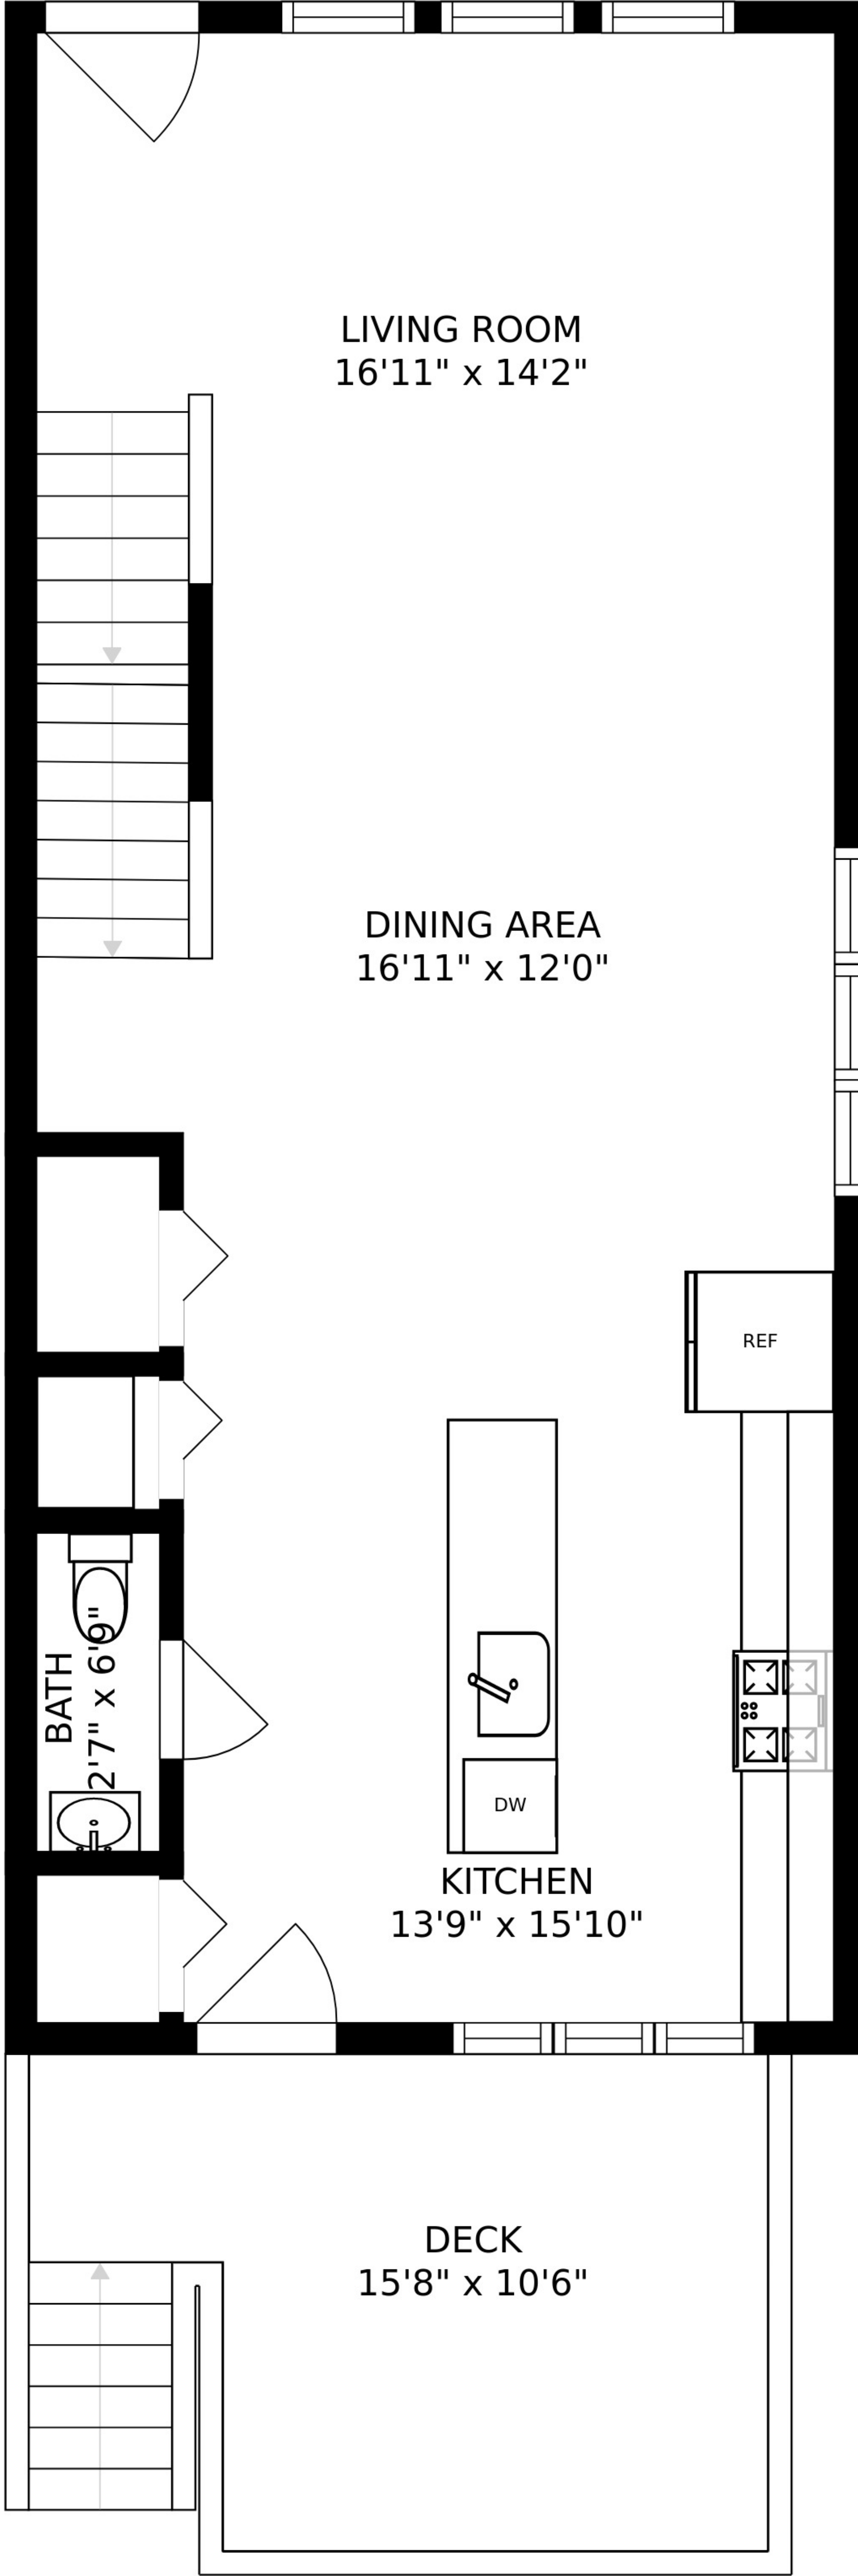 LIVING ROOM
16'11" x 14'2"
DINING AREA
16'11" x 12'0"
REF
BATH
2'7" x 6'9"
DW
KITCHEN
13'9" x 15'10"
DECK
15'8" x 10'6"